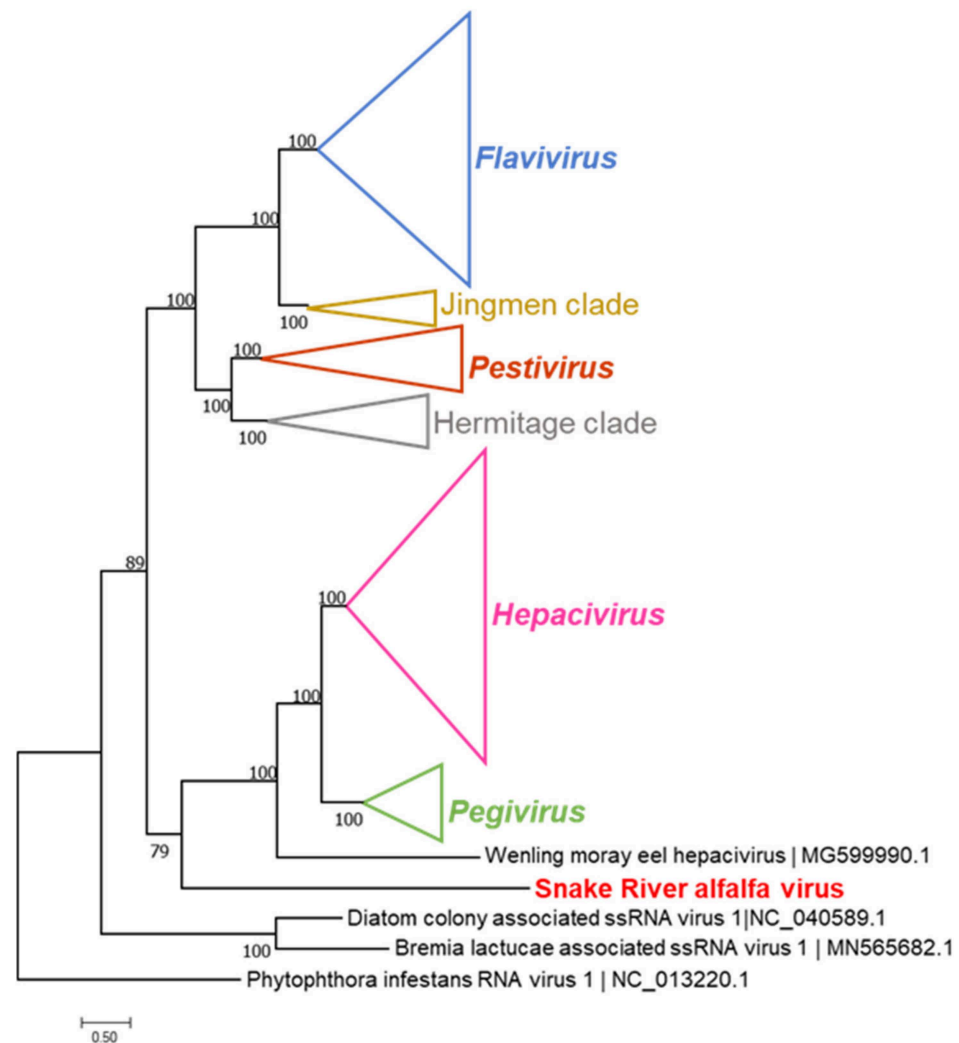 100
Flavivirus
100
100
Jingmen clade
100
100
Pestivirus
100
Hermitage clade
100
89
100
Hepacivirus
100
100
Pegivirus
100
79
Wenling moray eel hepacivirus | MG599990.1
Snake River alfalfa virus
Diatom colony associated ssRNA virus 1|NC_040589.1
100
Bremia lactucae associated ssRNA virus 1 | MN565682.1
Phytophthora infestans RNA virus 1 | NC_013220.1
0.50